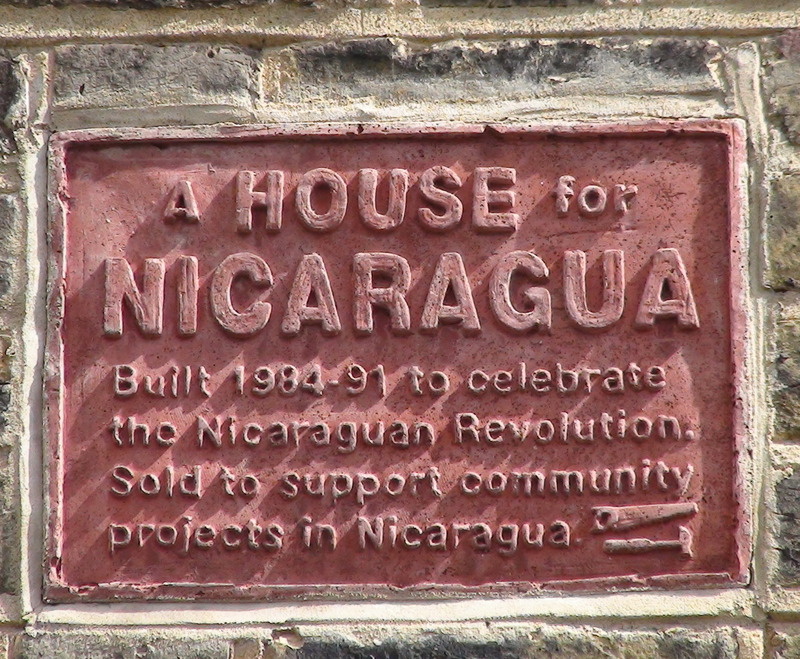 A HOUSE for
NICARAGUA
Built 1984-91 to celebrate
the Nicaraguan Revolution.
Sold to support community
projects in Nicaragua.